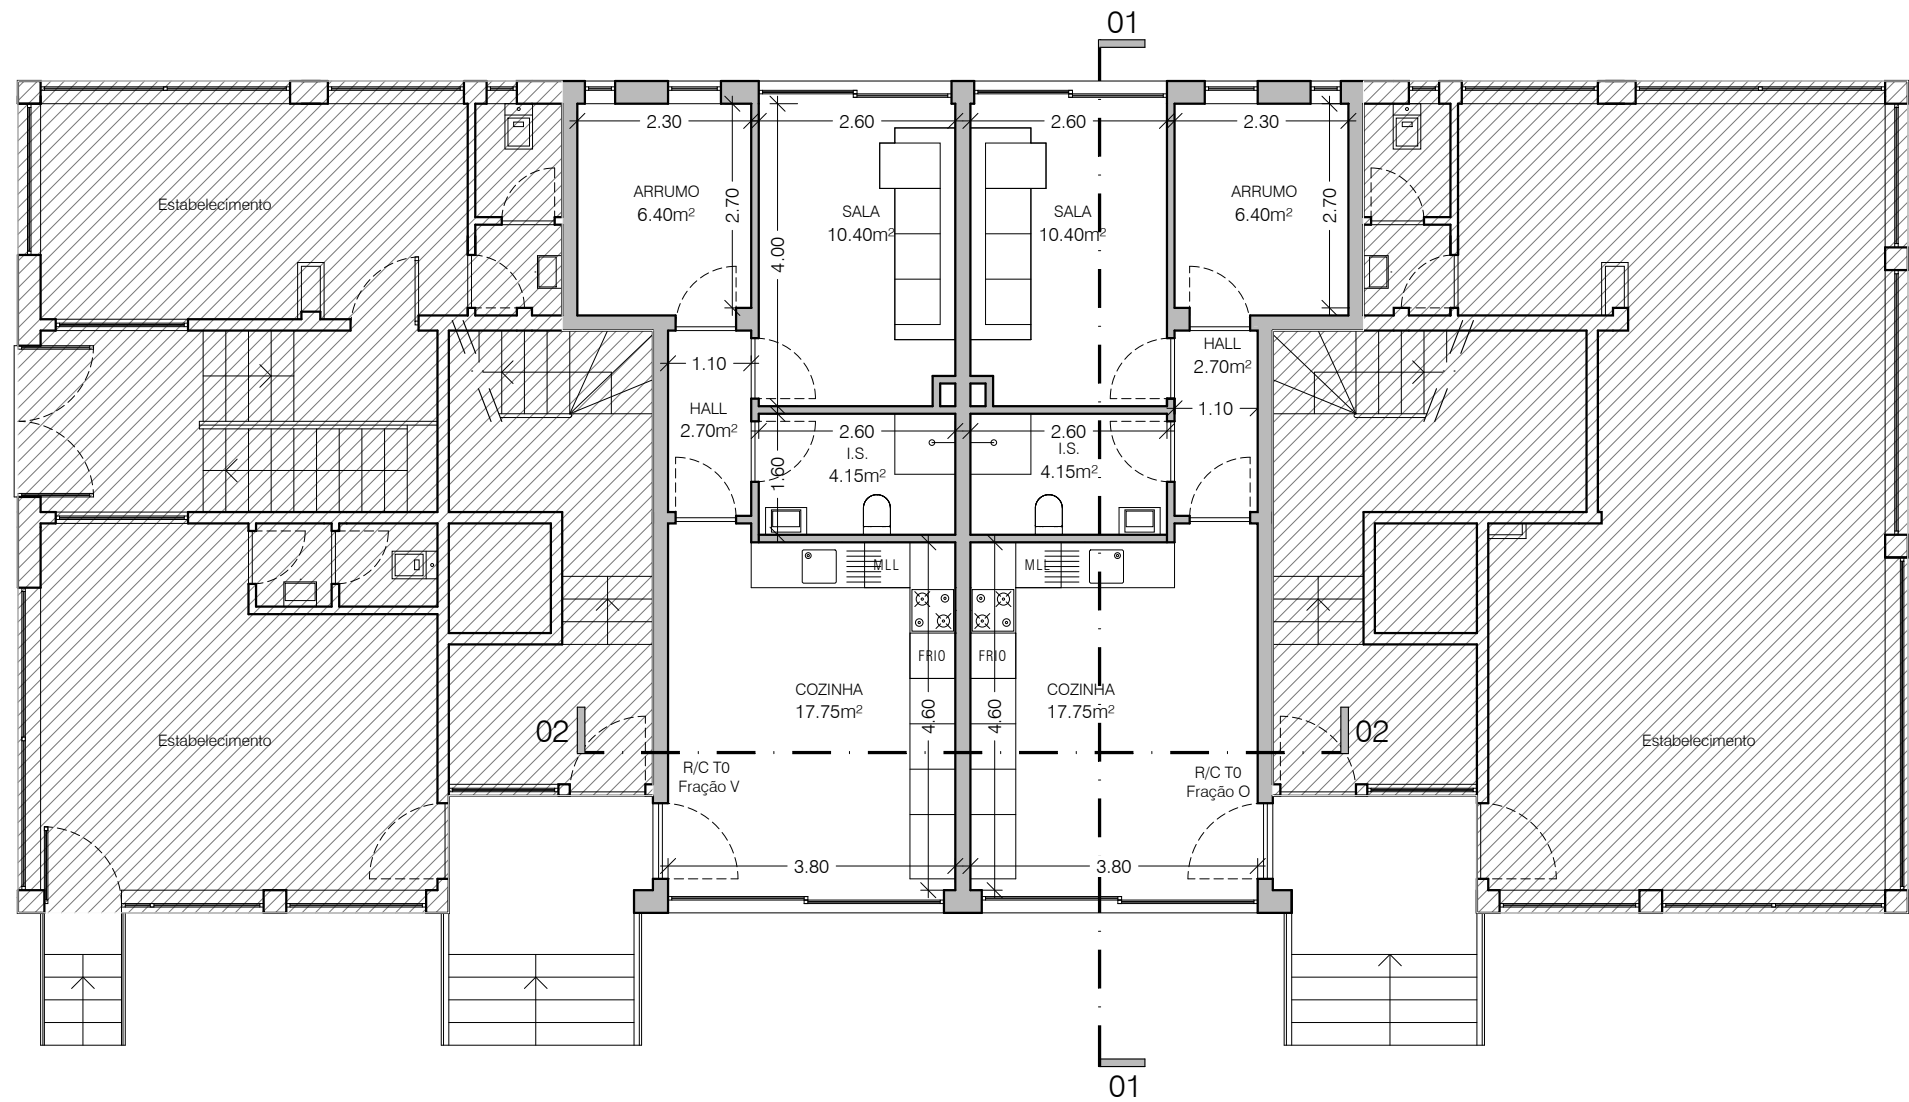 01
2.30
2.60
2.60
2.30
ARRUMO
6.40m²
2.70
Estabelecimento
SALA
10.40m²
4.00
SALA
10.40m²
ARRUMO
6.40m²
2.70
1.10
HALL
2.70m²
HALL
2.70m²
1.10
2.60
I.S.
4.15m²
1.60
2.60
I.S.
4.15m²
MLL
MLL
FRIO
FRIO
COZINHA
17.75m²
4.60
4.60
COZINHA
17.75m²
Estabelecimento
02
02
Estabelecimento
R/C T0
Fração V
R/C T0
Fração O
3.80
3.80
01